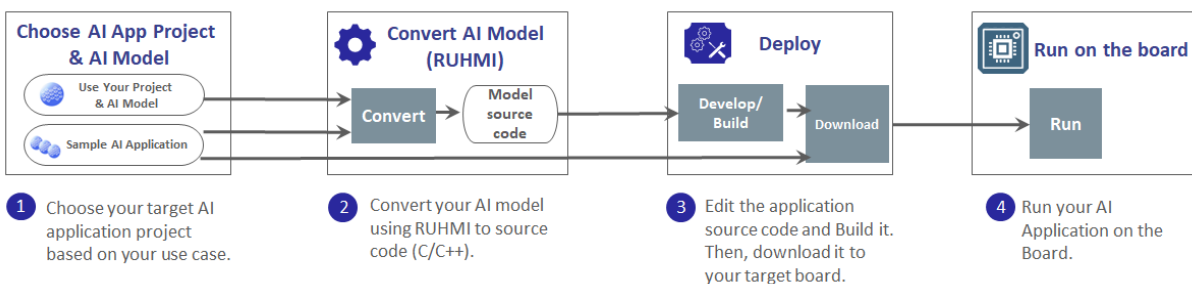 Choose AI App Project
& AI Model
Use Your Project
& AI Model
Sample AI Application
Convert AI Model
(RUHMI)
Convert
Model
source
code
Deploy
Develop/
Build
Download
Run on the board
Run
1
Choose your target AI
application project
based on your use case.
2
Convert your AI model
using RUHMI to source
code (C/C++).
3
Edit the application
source code and Build it.
Then, download it to
your target board.
4
Run your AI
Application on the
Board.